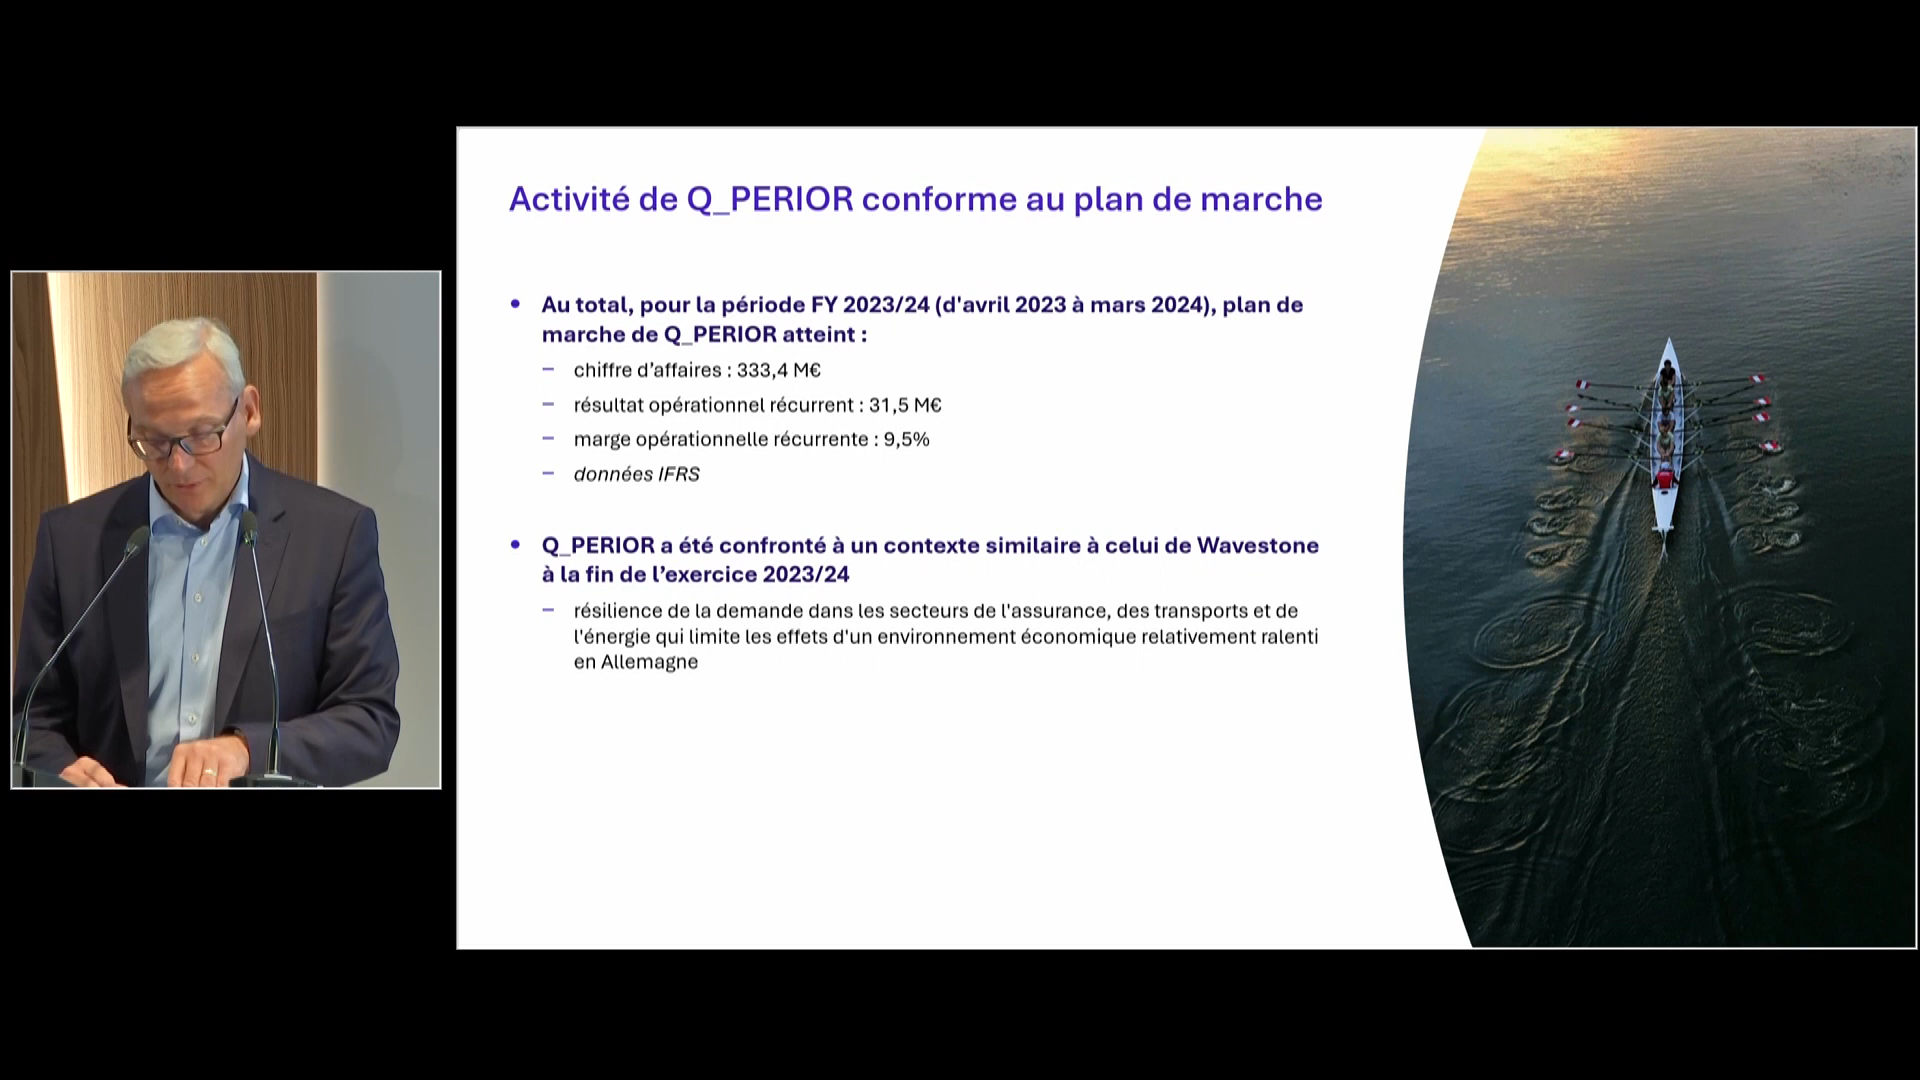 Activité de Q_PERIOR conforme au plan de marche
• Au total, pour la période FY 2023/24 (d'avril 2023 à mars 2024), plan de
marche de Q_PERIOR atteint :
– chiffre d’affaires : 333,4 M€
– résultat opérationnel récurrent : 31,5 M€
– marge opérationnelle récurrente : 9,5%
– données IFRS
• Q_PERIOR a été confronté à un contexte similaire à celui de Wavestone
à la fin de l’exercice 2023/24
– résilience de la demande dans les secteurs de l'assurance, des transports et de
l'énergie qui limite les effets d'un environnement économique relativement ralenti
en Allemagne